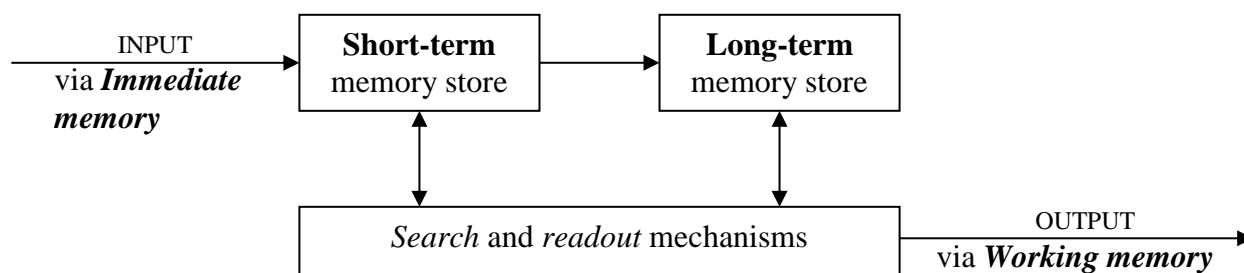 INPUT
via Immediate
memory
Short-term
memory store
Long-term
memory store
Search and readout mechanisms
OUTPUT
via Working memory